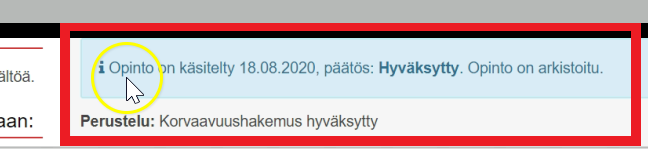 Opinto on käsitelty 18.08.2020, päätös: Hyväksytty. Opinto on arkistoitu.
ältöä.
Perustelu: Korvaavuushakemus hyväksytty
aan: